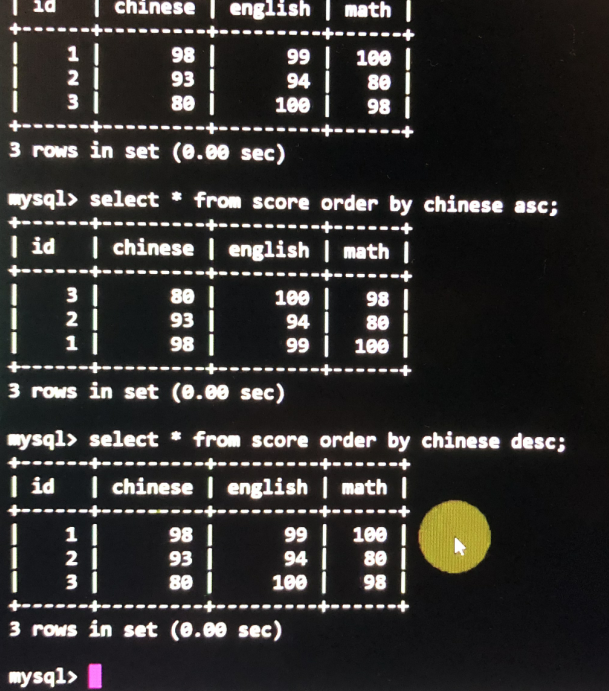 | id | chinese | english | math |
+------+---------+---------+------+
| 1 | 98 | 99 | 100 |
| 2 | 93 | 94 | 80 |
| 3 | 80 | 100 | 98 |
+------+---------+---------+------+
3 rows in set (0.00 sec)
mysql> select * from score order by chinese asc;
+------+---------+---------+------+
| id | chinese | english | math |
+------+---------+---------+------+
| 3 | 80 | 100 | 98 |
| 2 | 93 | 94 | 80 |
| 1 | 98 | 99 | 100 |
+------+---------+---------+------+
3 rows in set (0.00 sec)
mysql> select * from score order by chinese desc;
+------+---------+---------+------+
| id | chinese | english | math |
+------+---------+---------+------+
| 1 | 98 | 99 | 100 |
| 2 | 93 | 94 | 80 |
| 3 | 80 | 100 | 98 |
+------+---------+---------+------+
3 rows in set (0.00 sec)
mysql>